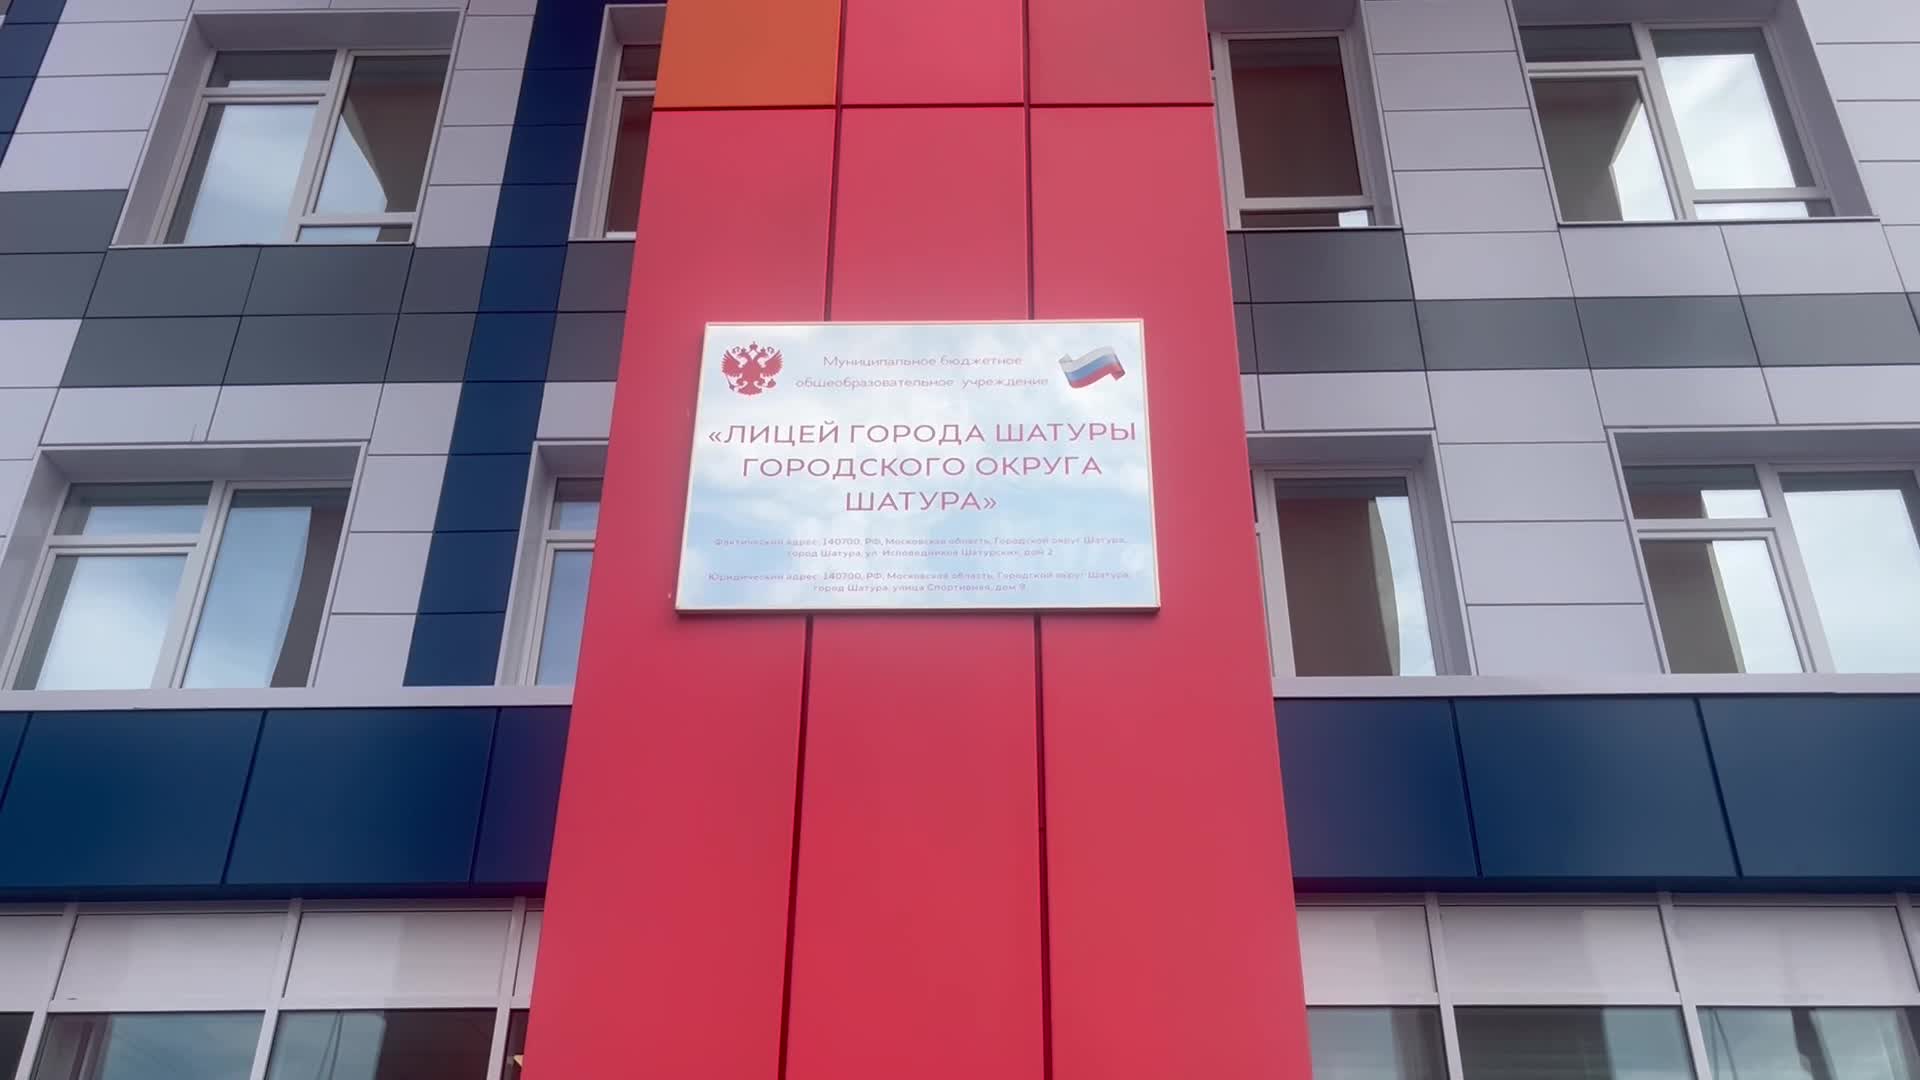 Муниципальное бюджетное
общеобразовательное учреждение
«ЛИЦЕЙ ГОРОДА ШАТУРЫ
ГОРОДСКОГО ОКРУГА
ШАТУРА»
Фактический адрес: 140700, РФ, Московская область, Городской округ Шатура,
город Шатура, ул. Исповедников Шатурских, дом 2
Юридический адрес: 140700, РФ, Московская область, Городской округ Шатура,
город Шатура, улица Спортивная, дом 9